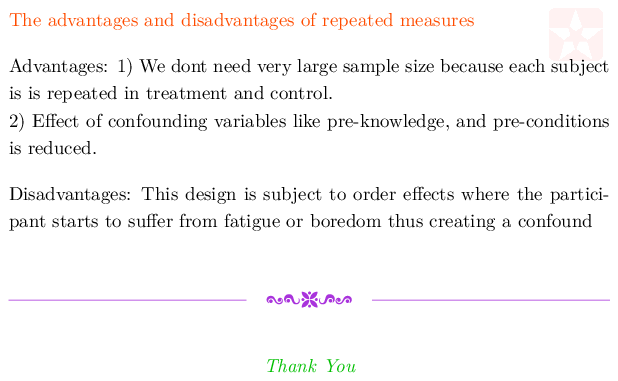 The advantages and disadvantages of repeated measures
Advantages: 1) We dont need very large sample size because each subject
is is repeated in treatment and control.
2) Effect of confounding variables like pre-knowledge, and pre-conditions
is reduced.
Disadvantages: This design is subject to order effects where the partici-
pant starts to suffer from fatigue or boredom thus creating a confound
Thank You